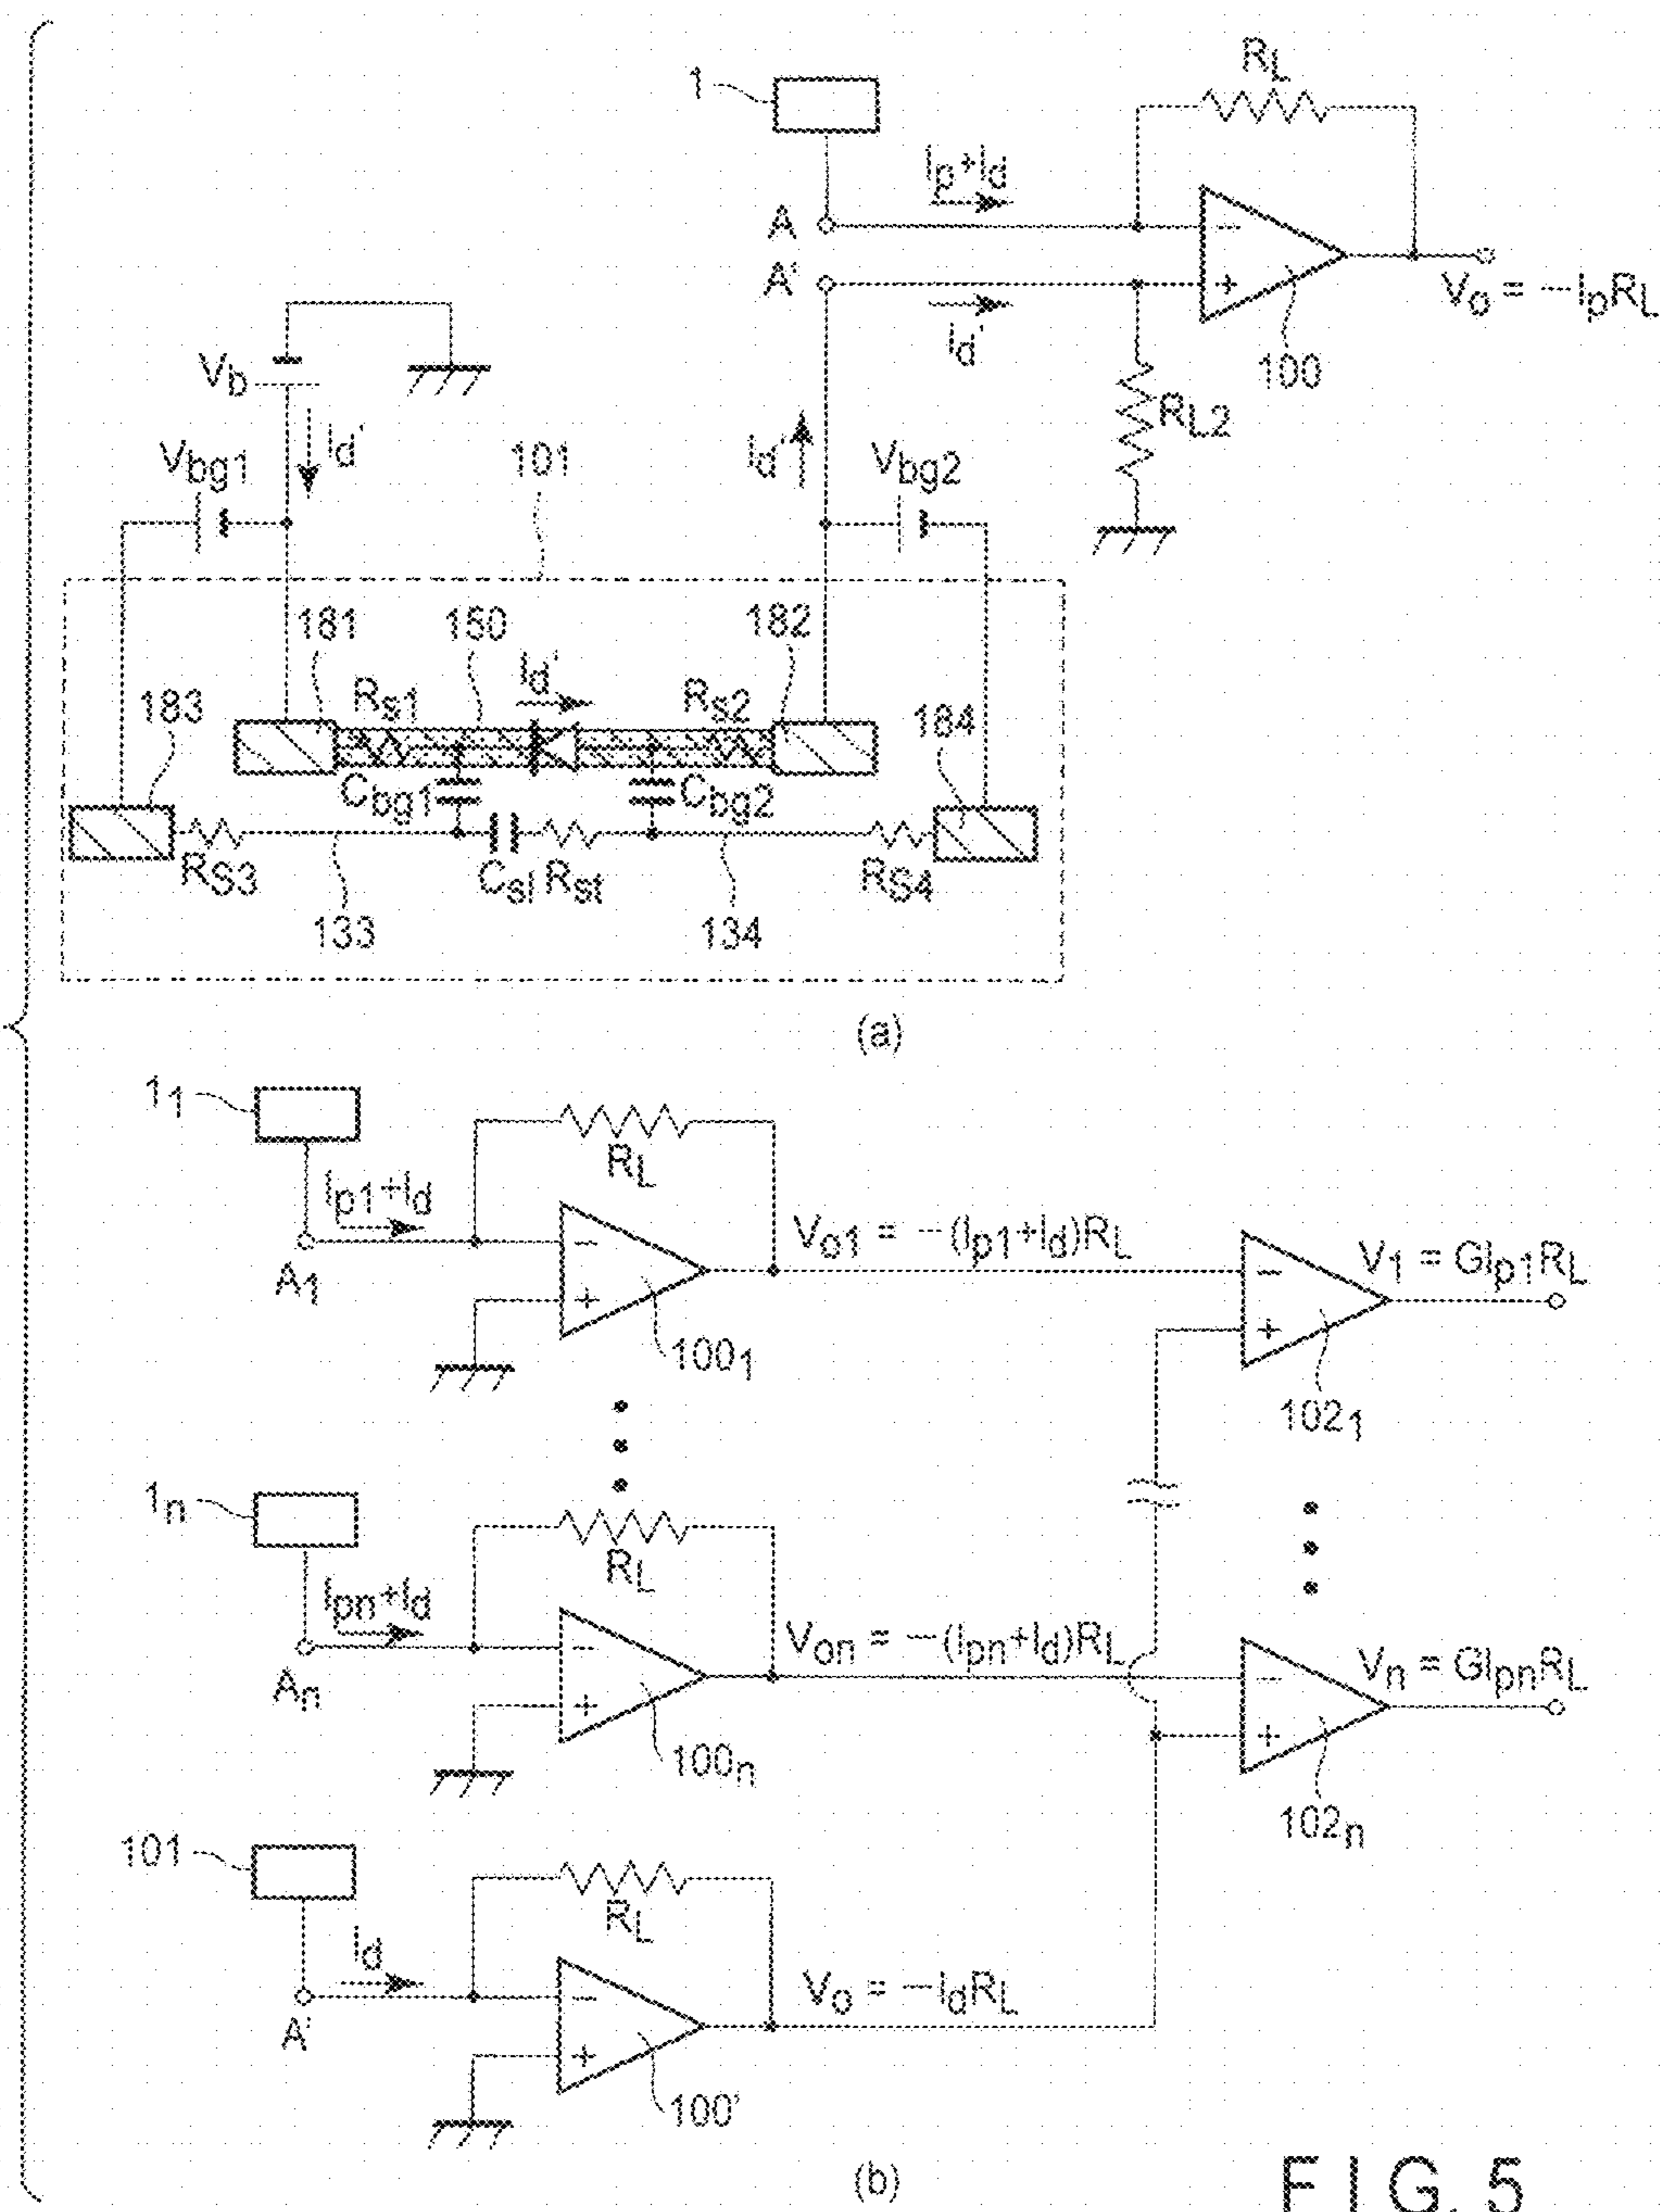 RL
1
Ip+Id
A
−
A'
+
Vo = −IpRL
Id'
100
Vb
RL2
Id'
Id'
Vbg1
101
Vbg2
181
150
182
Id'
183
Rs1
Rs2
184
Cbg1
Cbg2
RS3
Csi
Rst
RS4
133
134
(a)
11
RL
Ip1+Id
Vo1 = −(Ip1+Id)RL
V1 = GIp1RL
−
−
A1
+
+
1001
1021
1n
RL
Ipn+Id
Von = −(Ipn+Id)RL
Vn = GIpnRL
−
−
An
+
+
100n
102n
101
RL
Id
Vo = −IdRL
−
A'
+
100'
(b)
FIG. 5